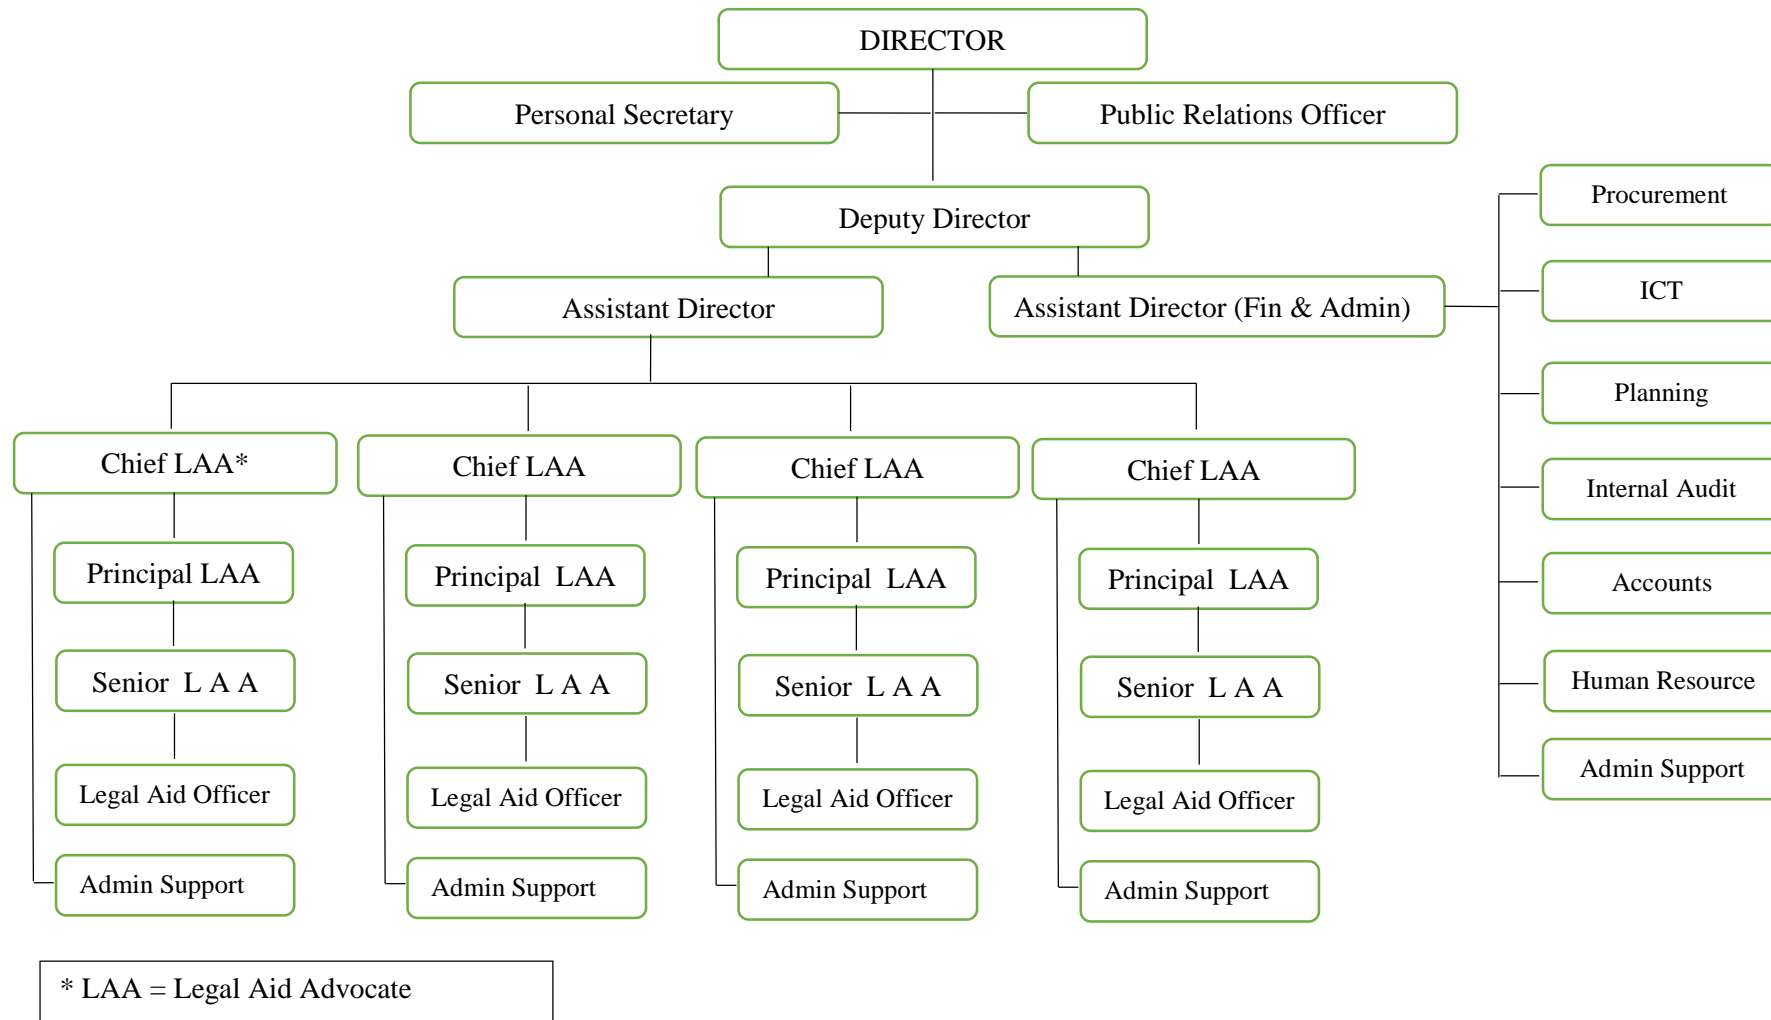 DIRECTOR
Personal Secretary
Public Relations Officer
Deputy Director
Assistant Director
Assistant Director (Fin & Admin)
Procurement
ICT
Planning
Internal Audit
Accounts
Human Resource
Admin Support
Chief LAA*
Principal LAA
Senior L A A
Legal Aid Officer
Admin Support
Chief LAA
Principal LAA
Senior L A A
Legal Aid Officer
Admin Support
Chief LAA
Principal LAA
Senior L A A
Legal Aid Officer
Admin Support
Chief LAA
Principal LAA
Senior L A A
Legal Aid Officer
Admin Support
* LAA = Legal Aid Advocate